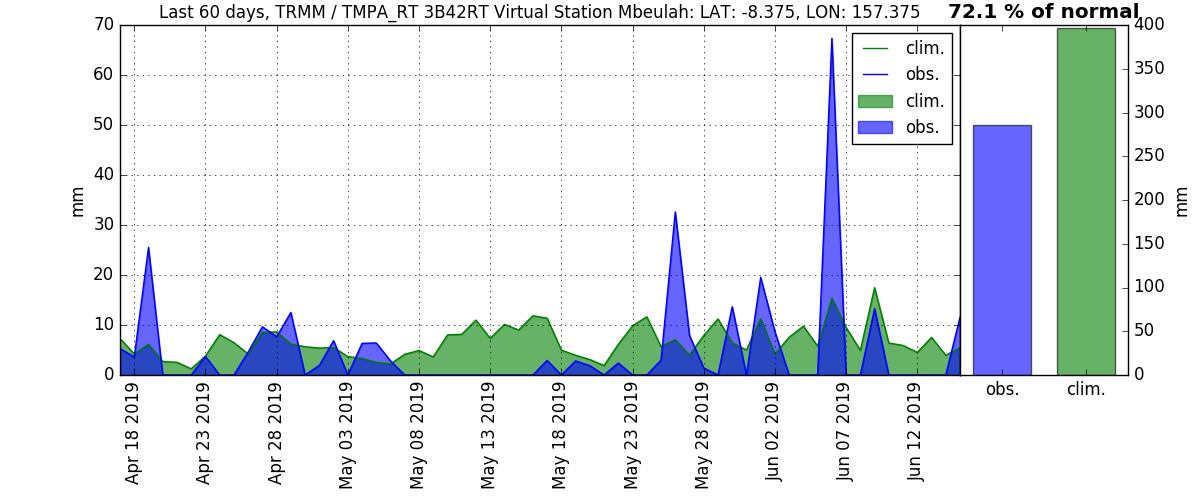 Last 60 days, TRMM / TMPA_RT 3B42RT Virtual Station Mbeulah: LAT: -8.375, LON: 157.375
72.1 % of normal
70
60
50
40
30
20
10
0
mm
clim.
obs.
clim.
obs.
400
350
300
250
200
150
100
50
0
mm
Apr 18 2019
Apr 23 2019
Apr 28 2019
May 03 2019
May 08 2019
May 13 2019
May 18 2019
May 23 2019
May 28 2019
Jun 02 2019
Jun 07 2019
Jun 12 2019
obs.
clim.